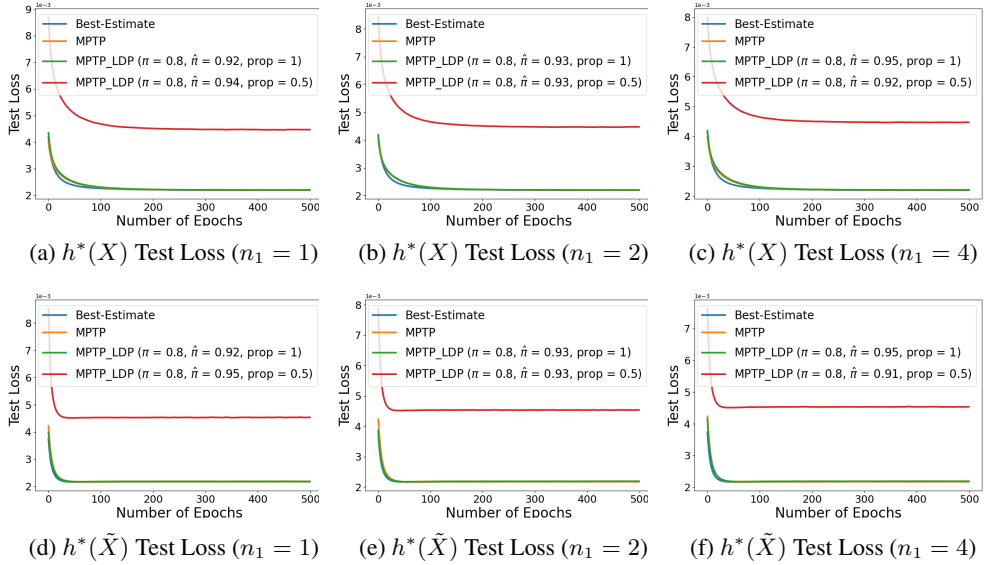 1e−3
9
8
7
6
5
4
3
2
Test Loss
Best-Estimate
MPTP
MPTP_LDP (π = 0.8, π̂ = 0.92, prop = 1)
MPTP_LDP (π = 0.8, π̂ = 0.94, prop = 0.5)
0 100 200 300 400 500
Number of Epochs
(a) h*(X) Test Loss (n₁ = 1)
1e−3
8
7
6
5
4
3
2
Test Loss
Best-Estimate
MPTP
MPTP_LDP (π = 0.8, π̂ = 0.93, prop = 1)
MPTP_LDP (π = 0.8, π̂ = 0.93, prop = 0.5)
0 100 200 300 400 500
Number of Epochs
(b) h*(X) Test Loss (n₁ = 2)
1e−3
8
7
6
5
4
3
2
Test Loss
Best-Estimate
MPTP
MPTP_LDP (π = 0.8, π̂ = 0.95, prop = 1)
MPTP_LDP (π = 0.8, π̂ = 0.92, prop = 0.5)
0 100 200 300 400 500
Number of Epochs
(c) h*(X) Test Loss (n₁ = 4)
1e−3
8
7
6
5
4
3
2
Test Loss
Best-Estimate
MPTP
MPTP_LDP (π = 0.8, π̂ = 0.92, prop = 1)
MPTP_LDP (π = 0.8, π̂ = 0.95, prop = 0.5)
0 100 200 300 400 500
Number of Epochs
(d) h*(X̃) Test Loss (n₁ = 1)
1e−3
8
7
6
5
4
3
2
Test Loss
Best-Estimate
MPTP
MPTP_LDP (π = 0.8, π̂ = 0.93, prop = 1)
MPTP_LDP (π = 0.8, π̂ = 0.93, prop = 0.5)
0 100 200 300 400 500
Number of Epochs
(e) h*(X̃) Test Loss (n₁ = 2)
1e−3
7
6
5
4
3
2
Test Loss
Best-Estimate
MPTP
MPTP_LDP (π = 0.8, π̂ = 0.95, prop = 1)
MPTP_LDP (π = 0.8, π̂ = 0.91, prop = 0.5)
0 100 200 300 400 500
Number of Epochs
(f) h*(X̃) Test Loss (n₁ = 4)